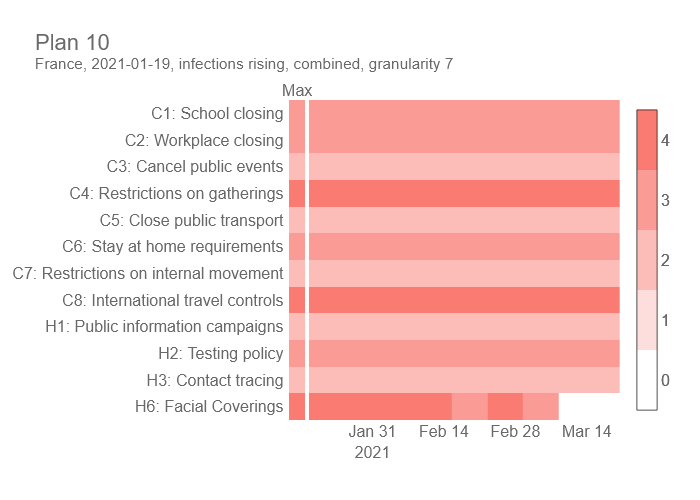 Plan 10
France, 2021-01-19, infections rising, combined, granularity 7
Max
C1: School closing
C2: Workplace closing
C3: Cancel public events
C4: Restrictions on gatherings
C5: Close public transport
C6: Stay at home requirements
C7: Restrictions on internal movement
C8: International travel controls
H1: Public information campaigns
H2: Testing policy
H3: Contact tracing
H6: Facial Coverings
4
3
2
1
0
Jan 31 Feb 14 Feb 28 Mar 14
2021